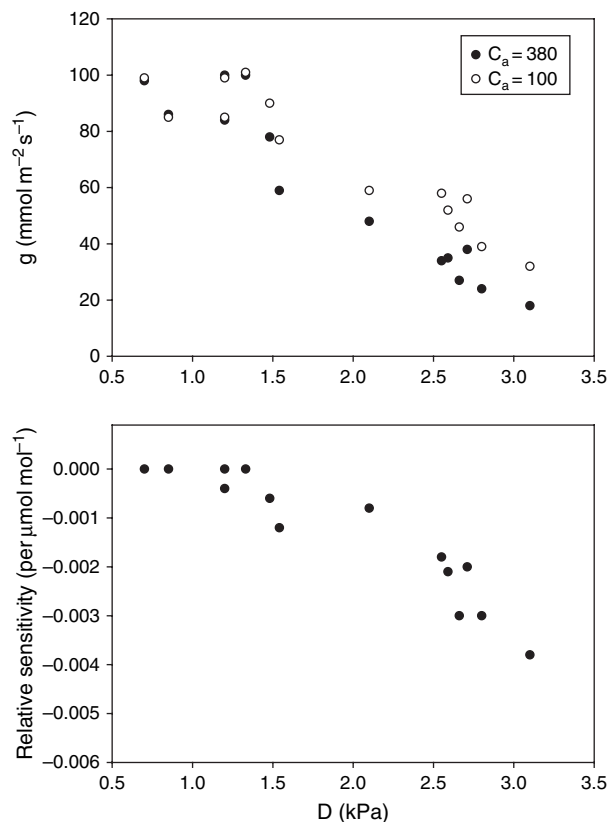 120
100
80
60
40
20
0
g (mmol m⁻² s⁻¹)
Cₐ = 380
Cₐ = 100
0.5 1.0 1.5 2.0 2.5 3.0 3.5
0.000
−0.001
−0.002
−0.003
−0.004
−0.005
−0.006
Relative sensitivity (per μmol mol⁻¹)
0.5 1.0 1.5 2.0 2.5 3.0 3.5
D (kPa)